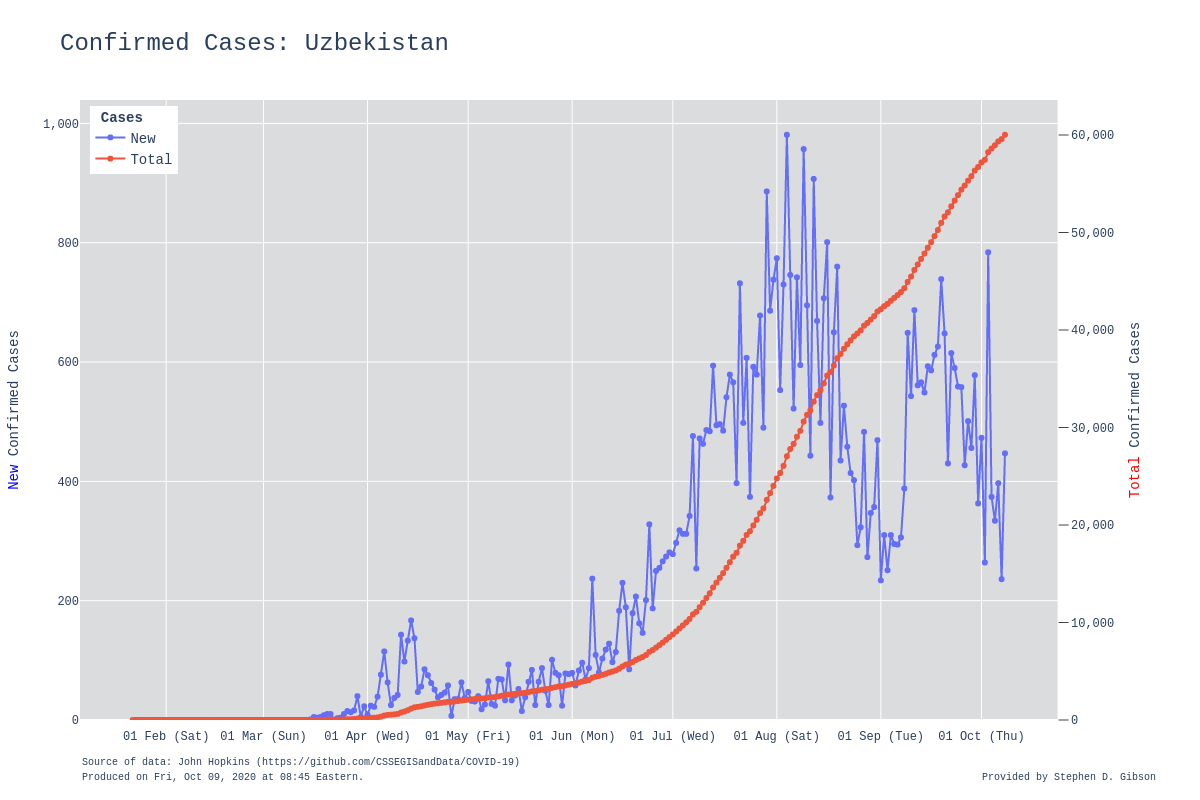 Confirmed Cases: Uzbekistan
Cases
New
Total
1,000
800
600
400
200
0
60,000
50,000
40,000
30,000
20,000
10,000
0
New Confirmed Cases
Total Confirmed Cases
01 Feb (Sat) 01 Mar (Sun) 01 Apr (Wed) 01 May (Fri) 01 Jun (Mon) 01 Jul (Wed) 01 Aug (Sat) 01 Sep (Tue) 01 Oct (Thu)
Source of data: John Hopkins (https://github.com/CSSEGISandData/COVID-19)
Produced on Fri, Oct 09, 2020 at 08:45 Eastern.
Provided by Stephen D. Gibson